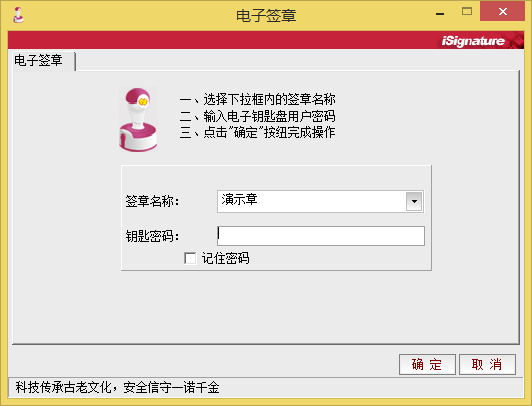 电子签章
iSignature
电子签章
一、选择下拉框内的签章名称
二、输入电子钥匙盘用户密码
三、点击"确定"按纽完成操作
签章名称：
演示章
钥匙密码：
记住密码
确 定
取 消
科技传承古老文化，安全信守一诺千金